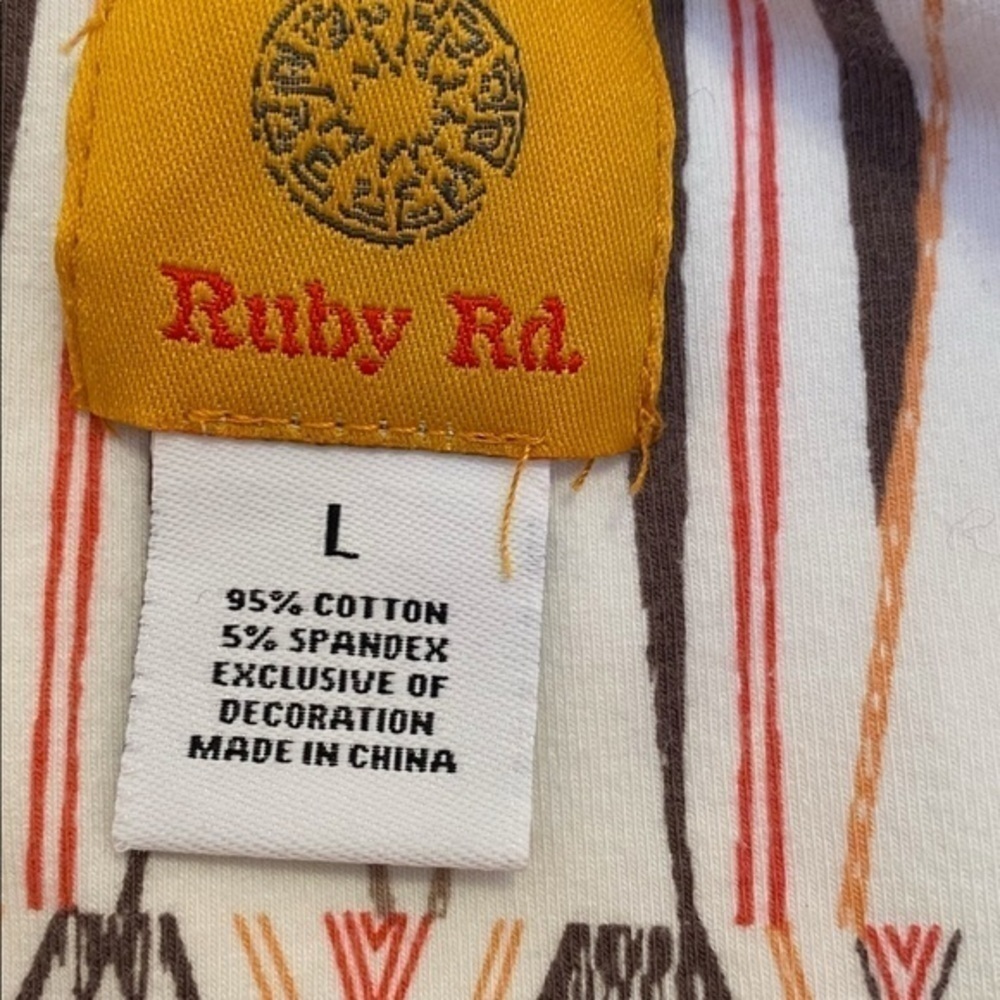 Ruby Rd.
L
95% COTTON
5% SPANDEX
EXCLUSIVE OF
DECORATION
MADE IN CHINA